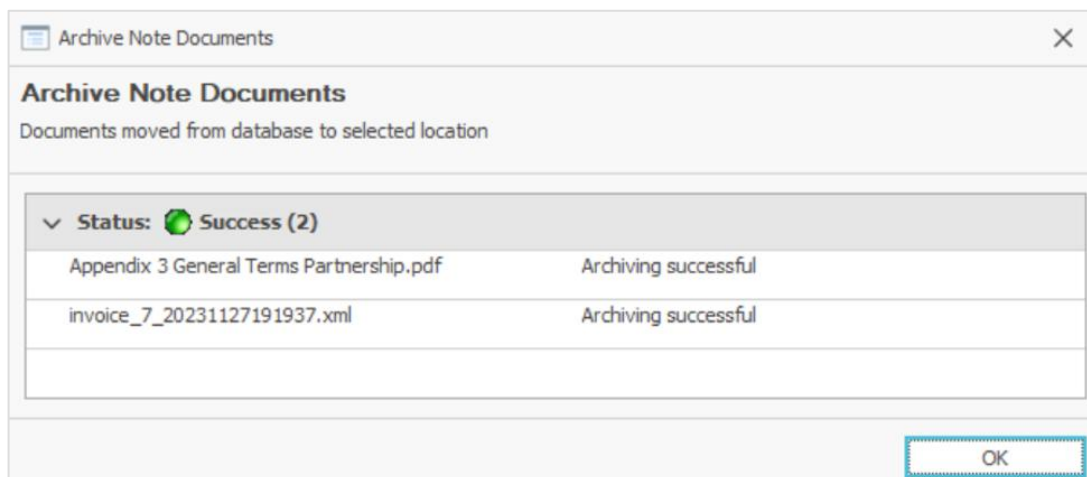 Archive Note Documents
Archive Note Documents
Documents moved from database to selected location
Status: Success (2)
Appendix 3 General Terms Partnership.pdf Archiving successful
invoice_7_20231127191937.xml Archiving successful
OK